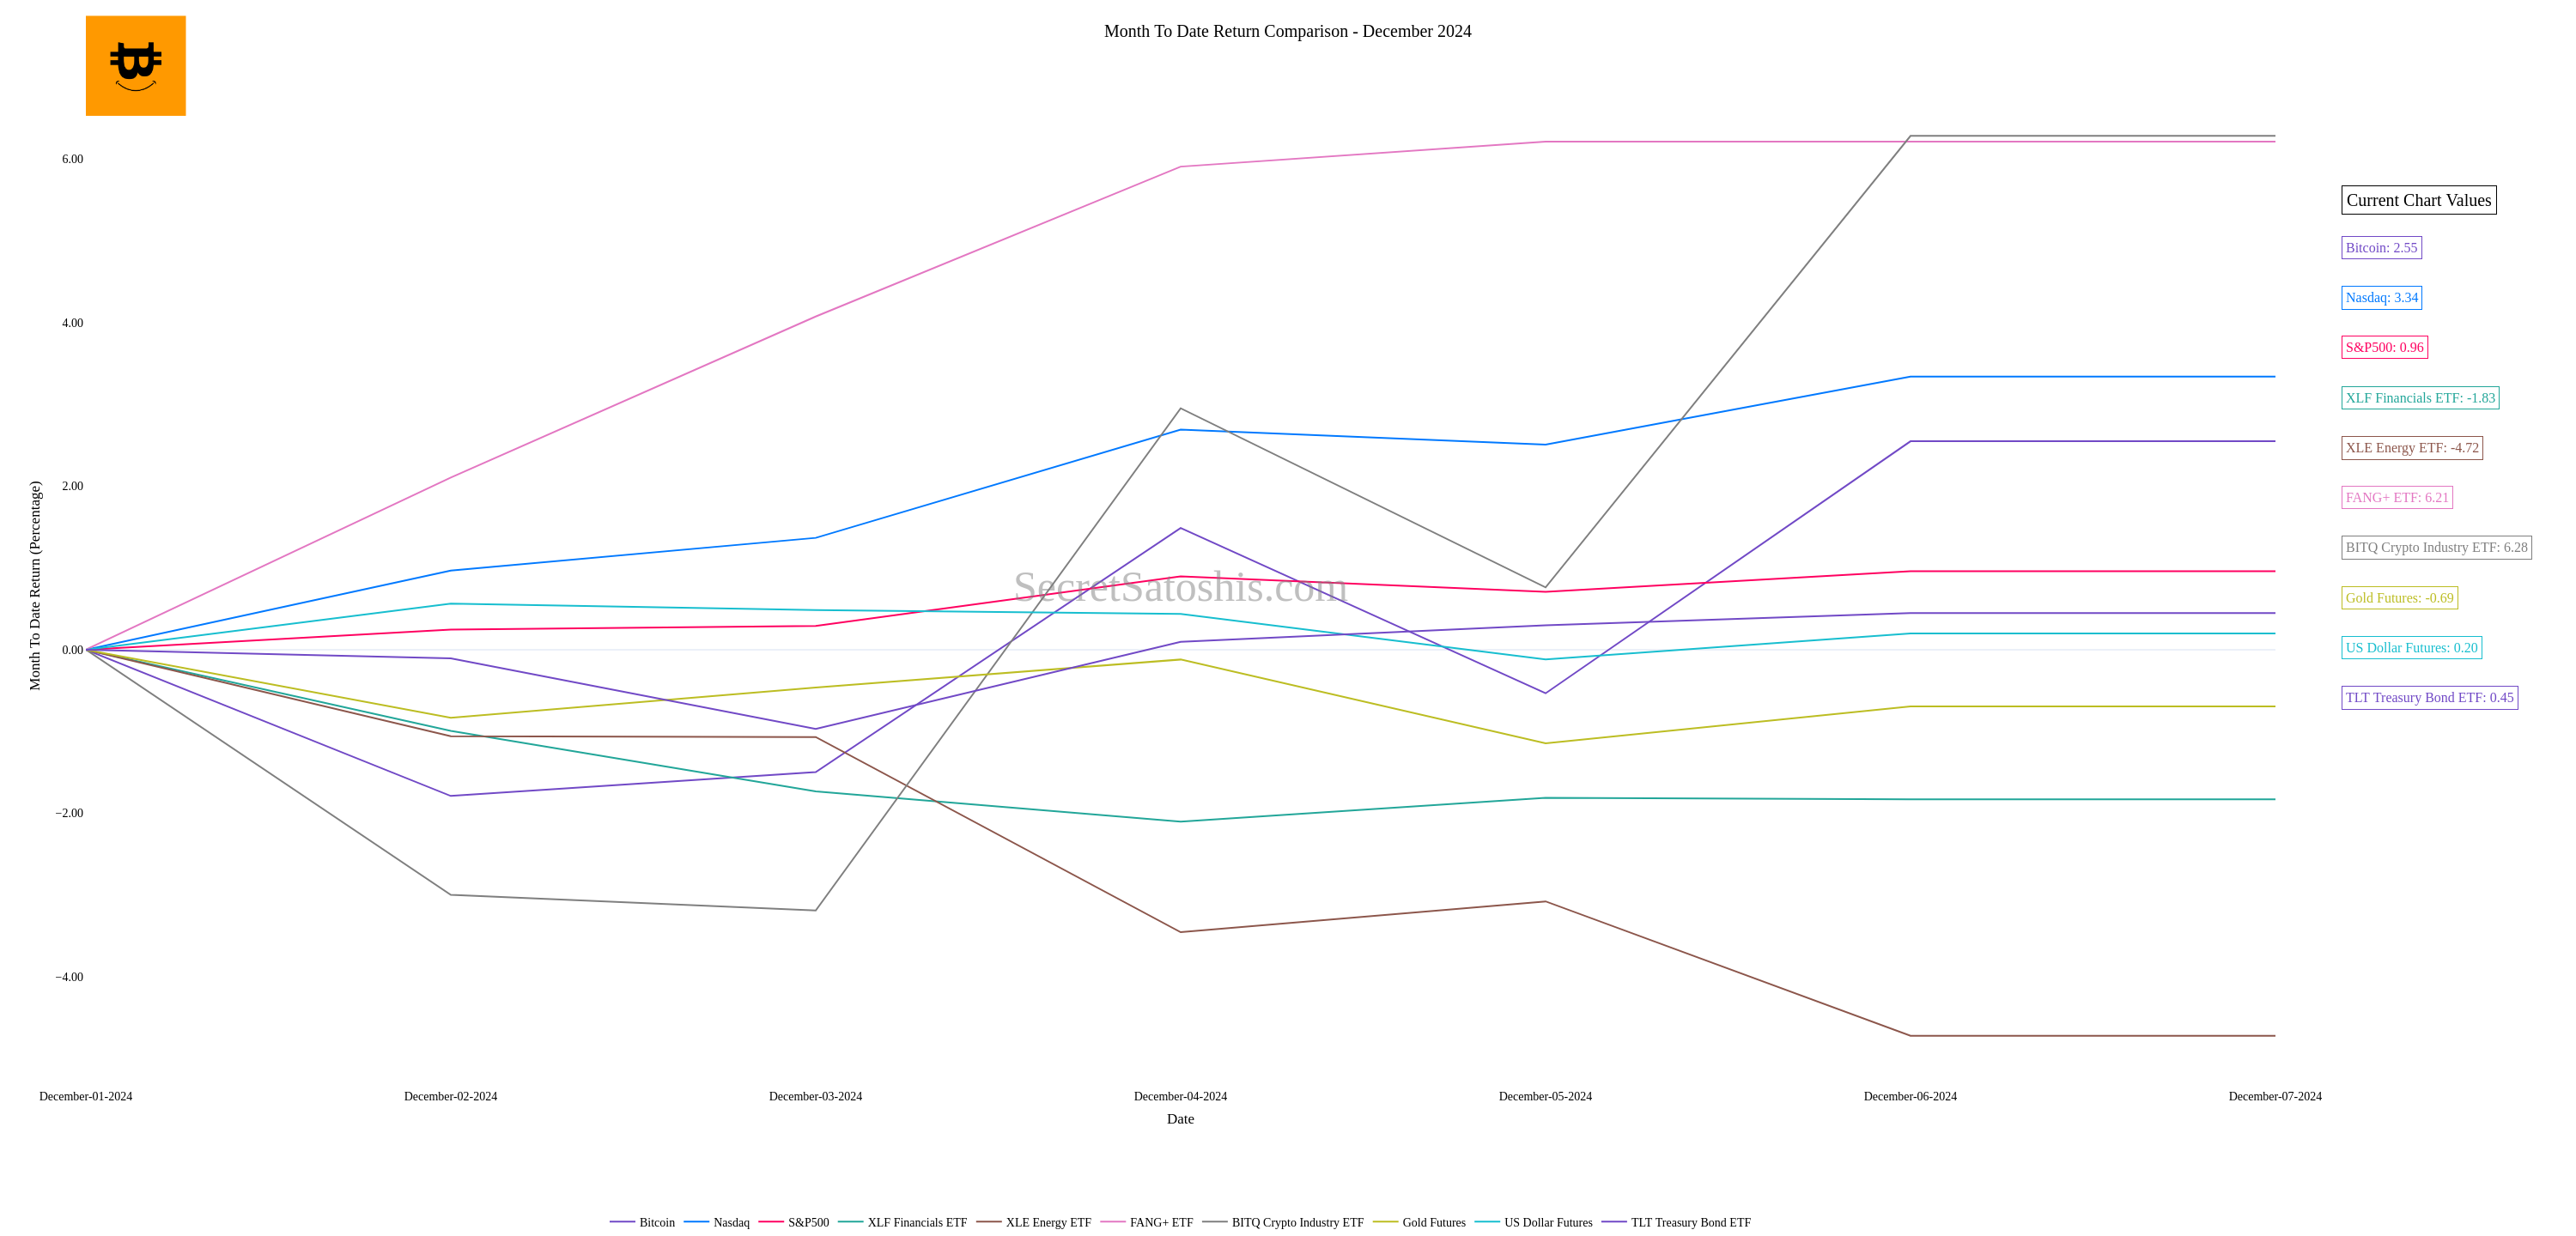 Month To Date Return Comparison - December 2024
6.00
4.00
2.00
0.00
−2.00
−4.00
Month To Date Return (Percentage)
SecretSatoshis.com
Current Chart Values
Bitcoin: 2.55
Nasdaq: 3.34
S&P500: 0.96
XLF Financials ETF: -1.83
XLE Energy ETF: -4.72
FANG+ ETF: 6.21
BITQ Crypto Industry ETF: 6.28
Gold Futures: -0.69
US Dollar Futures: 0.20
TLT Treasury Bond ETF: 0.45
December-01-2024 December-02-2024 December-03-2024 December-04-2024 December-05-2024 December-06-2024 December-07-2024
Date
Bitcoin Nasdaq S&P500 XLF Financials ETF XLE Energy ETF FANG+ ETF BITQ Crypto Industry ETF Gold Futures US Dollar Futures TLT Treasury Bond ETF